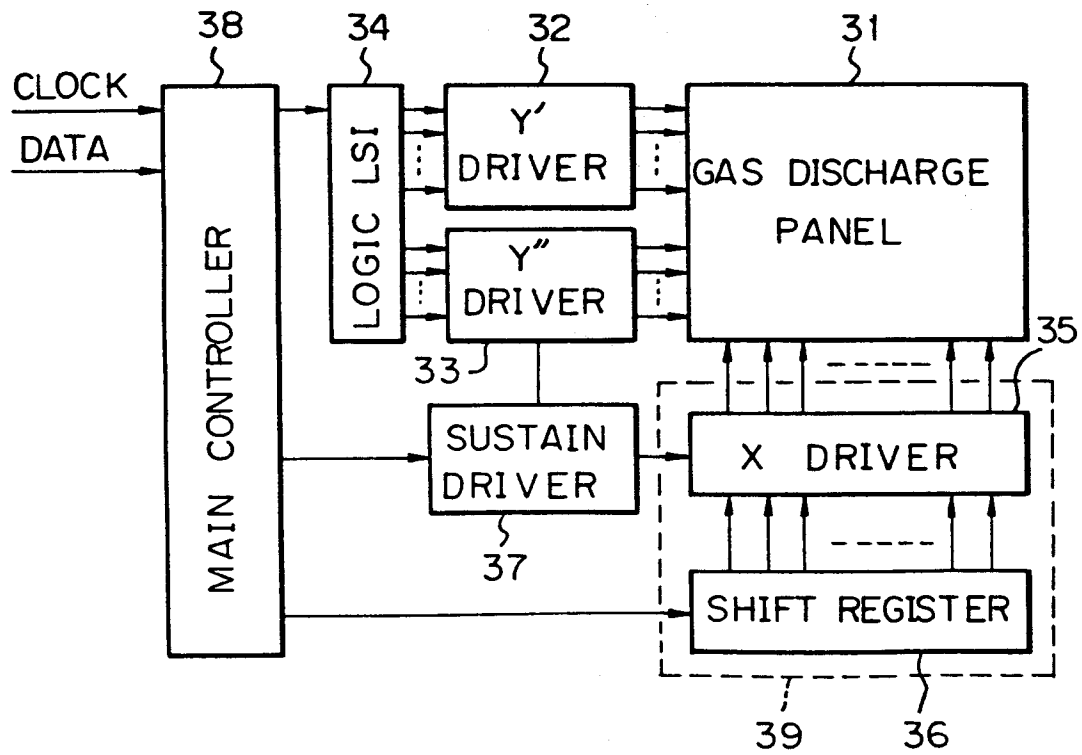 38
34
32
31
CLOCK
DATA
MAIN CONTROLLER
LOGIC LSI
Y'
DRIVER
GAS DISCHARGE
PANEL
Y"
DRIVER
33
35
SUSTAIN
DRIVER
37
X DRIVER
SHIFT REGISTER
39
36